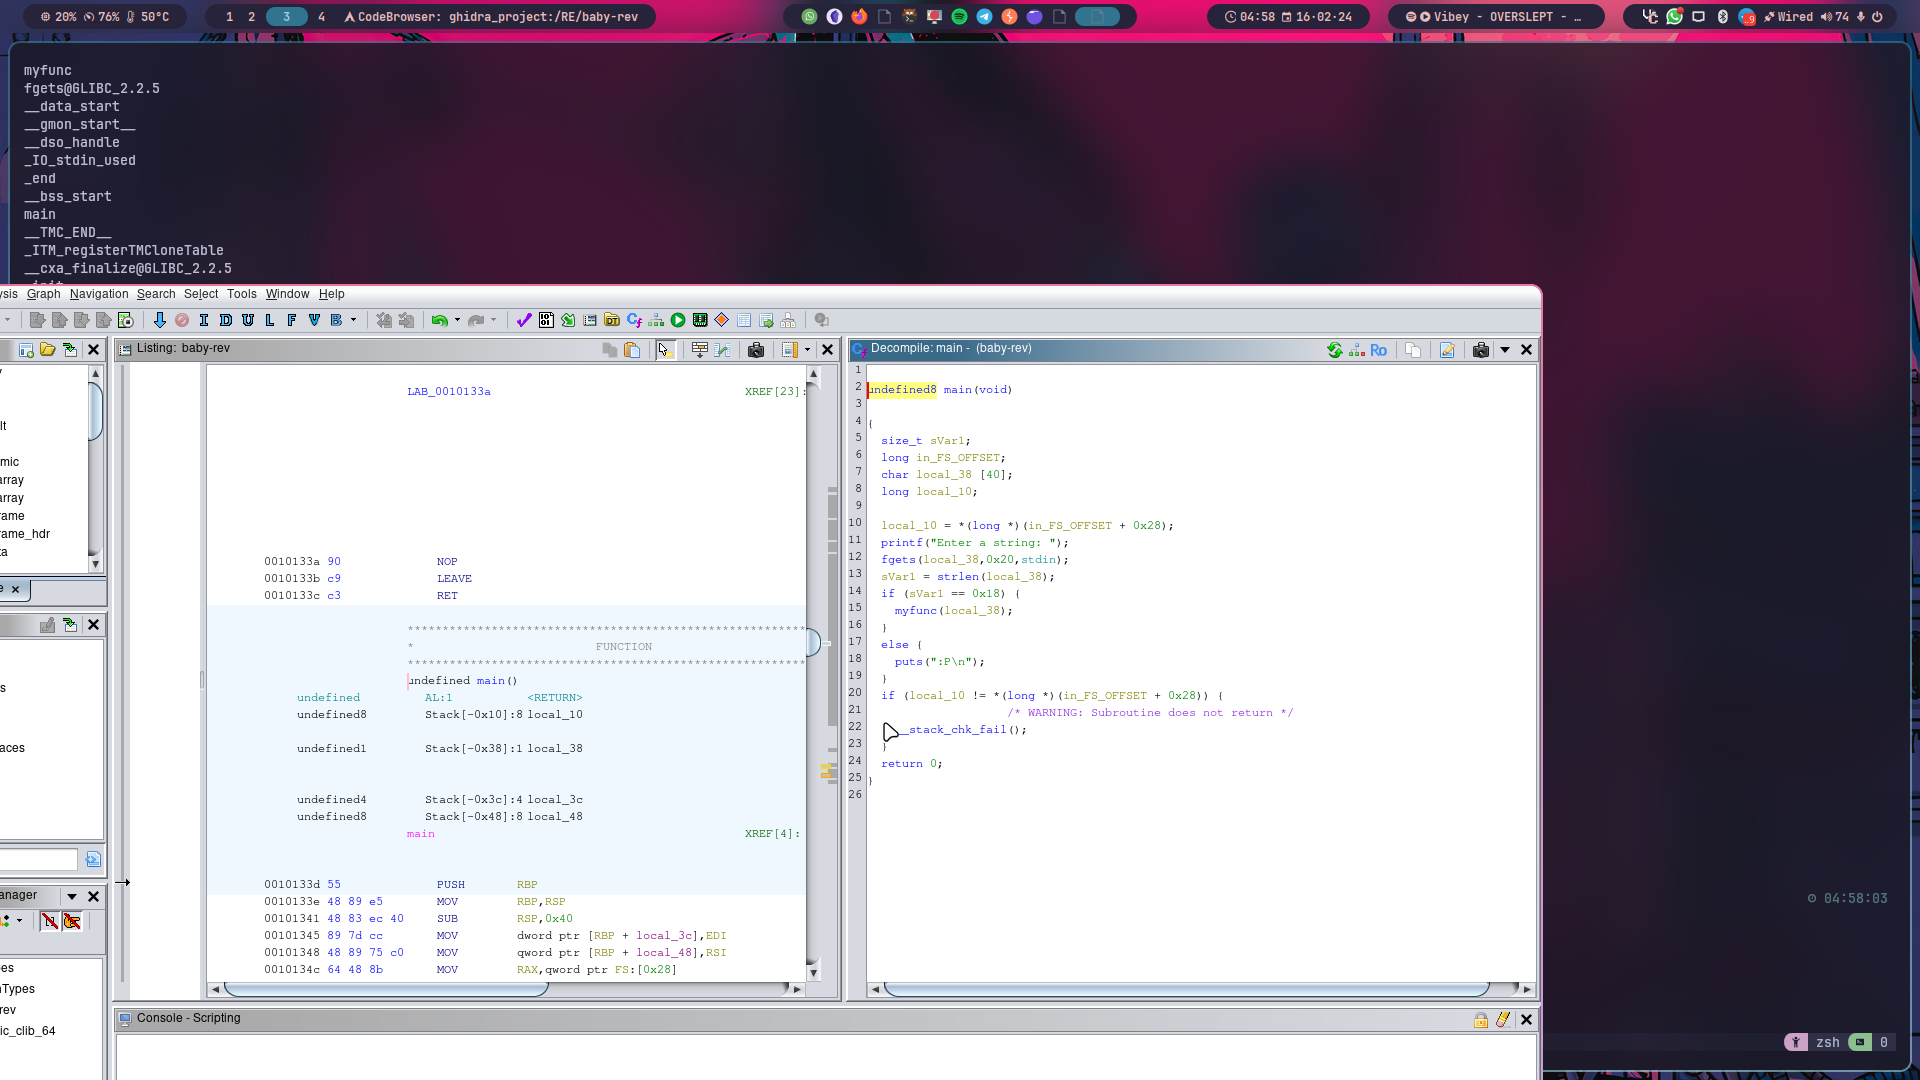 20% 76% 50°C
1 2 3 4 CodeBrowser: ghidra_project:/RE/baby-rev
04:58 16·02·24
Vibey - OVERSLEPT - …
Wired 74
myfunc
fgets@GLIBC_2.2.5
__data_start
__gmon_start__
__dso_handle
_IO_stdin_used
_end
__bss_start
main
__TMC_END__
_ITM_registerTMCloneTable
__cxa_finalize@GLIBC_2.2.5
ysis Graph Navigation Search Select Tools Window Help
I D U L F V B
Listing: baby-rev
lt
mic
array
array
rame
rame_hdr
ta
s
aces
anager
es
nTypes
rev
ic_clib_64
LAB_0010133a XREF[23]:
0010133a 90 NOP
0010133b c9 LEAVE
0010133c c3 RET
* FUNCTION
undefined main()
undefined AL:1 <RETURN>
undefined8 Stack[-0x10]:8 local_10
undefined1 Stack[-0x38]:1 local_38
undefined4 Stack[-0x3c]:4 local_3c
undefined8 Stack[-0x48]:8 local_48
main XREF[4]:
0010133d 55 PUSH RBP
0010133e 48 89 e5 MOV RBP,RSP
00101341 48 83 ec 40 SUB RSP,0x40
00101345 89 7d cc MOV dword ptr [RBP + local_3c],EDI
00101348 48 89 75 c0 MOV qword ptr [RBP + local_48],RSI
0010134c 64 48 8b MOV RAX,qword ptr FS:[0x28]
Decompile: main - (baby-rev)
Ro
1
2 undefined8 main(void)
3
4 {
5 size_t sVar1;
6 long in_FS_OFFSET;
7 char local_38 [40];
8 long local_10;
9
10 local_10 = *(long *)(in_FS_OFFSET + 0x28);
11 printf("Enter a string: ");
12 fgets(local_38,0x20,stdin);
13 sVar1 = strlen(local_38);
14 if (sVar1 == 0x18) {
15 myfunc(local_38);
16 }
17 else {
18 puts(":P\n");
19 }
20 if (local_10 != *(long *)(in_FS_OFFSET + 0x28)) {
21 /* WARNING: Subroutine does not return */
22 __stack_chk_fail();
23 }
24 return 0;
25 }
26
Console - Scripting
04:58:03
zsh 0